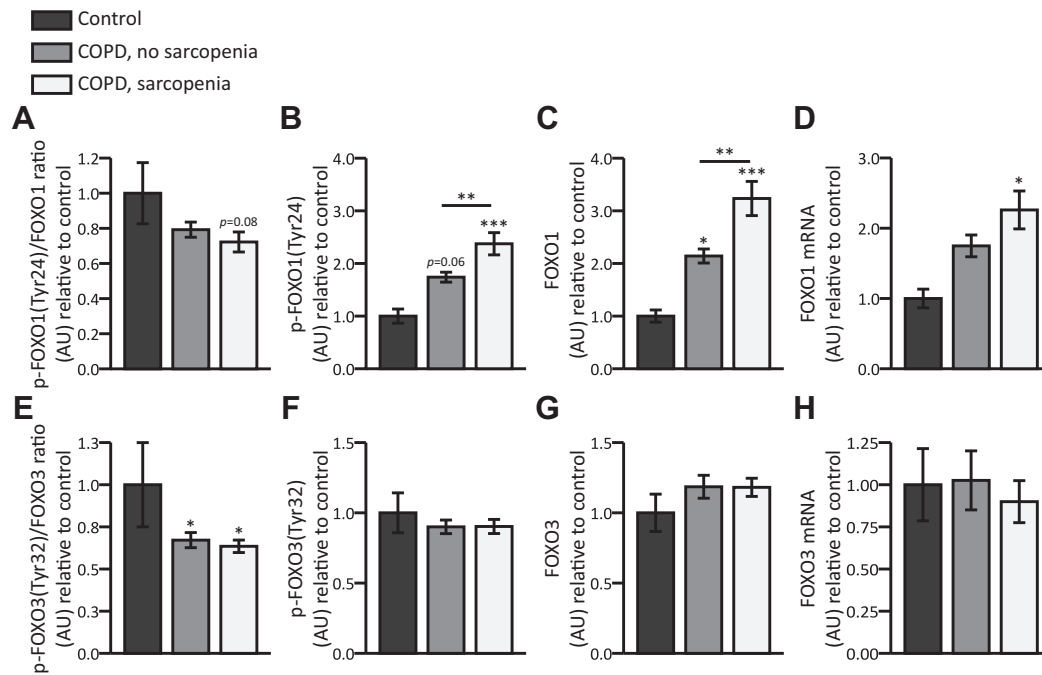 Control
COPD, no sarcopenia
COPD, sarcopenia
A
p-FOXO1(Tyr24)/FOXO1 ratio
(AU) relative to control
1.2
1.0
0.8
0.6
0.4
0.2
0.0
p=0.08
B
p-FOXO1(Tyr24)
(AU) relative to control
4.0
3.0
2.0
1.0
0.0
p=0.06
**
***
C
FOXO1
(AU) relative to control
4.0
3.0
2.0
1.0
0.0
*
**
***
D
FOXO1 mRNA
(AU) relative to control
3.0
2.0
1.0
0.0
*
E
p-FOXO3(Tyr32)/FOXO3 ratio
(AU) relative to control
1.3
1.0
0.8
0.5
0.3
0.0
*
*
F
p-FOXO3(Tyr32)
(AU) relative to control
1.5
1.0
0.5
0.0
G
FOXO3
(AU) relative to control
1.5
1.0
0.5
0.0
H
FOXO3 mRNA
(AU) relative to control
1.25
1.00
0.75
0.50
0.25
0.00